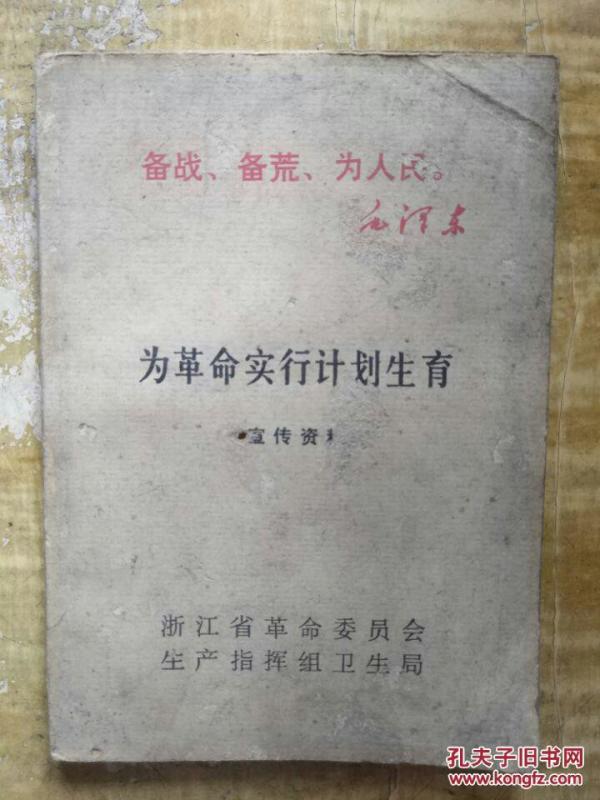 备战、备荒、为人民。
毛泽东
为革命实行计划生育
宣传资
浙江省革命委员会
生产指挥组卫生局
孔夫子旧书网
www.kongfz.com